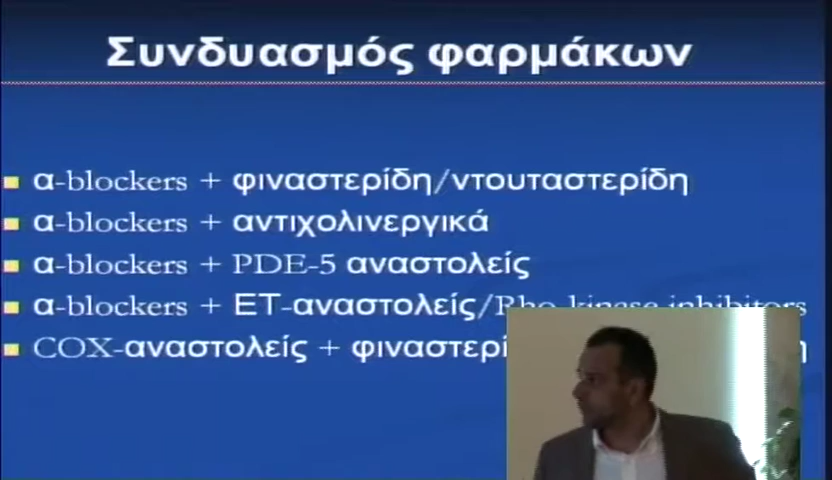 Συνδυασμός φαρμάκων
α-blockers + φιναστερίδη/ντουταστερίδη
α-blockers + αντιχολινεργικά
α-blockers + PDE-5 αναστολείς
α-blockers + ET-αναστολείς/Rho kinase inhibitors
COX-αναστολείς +